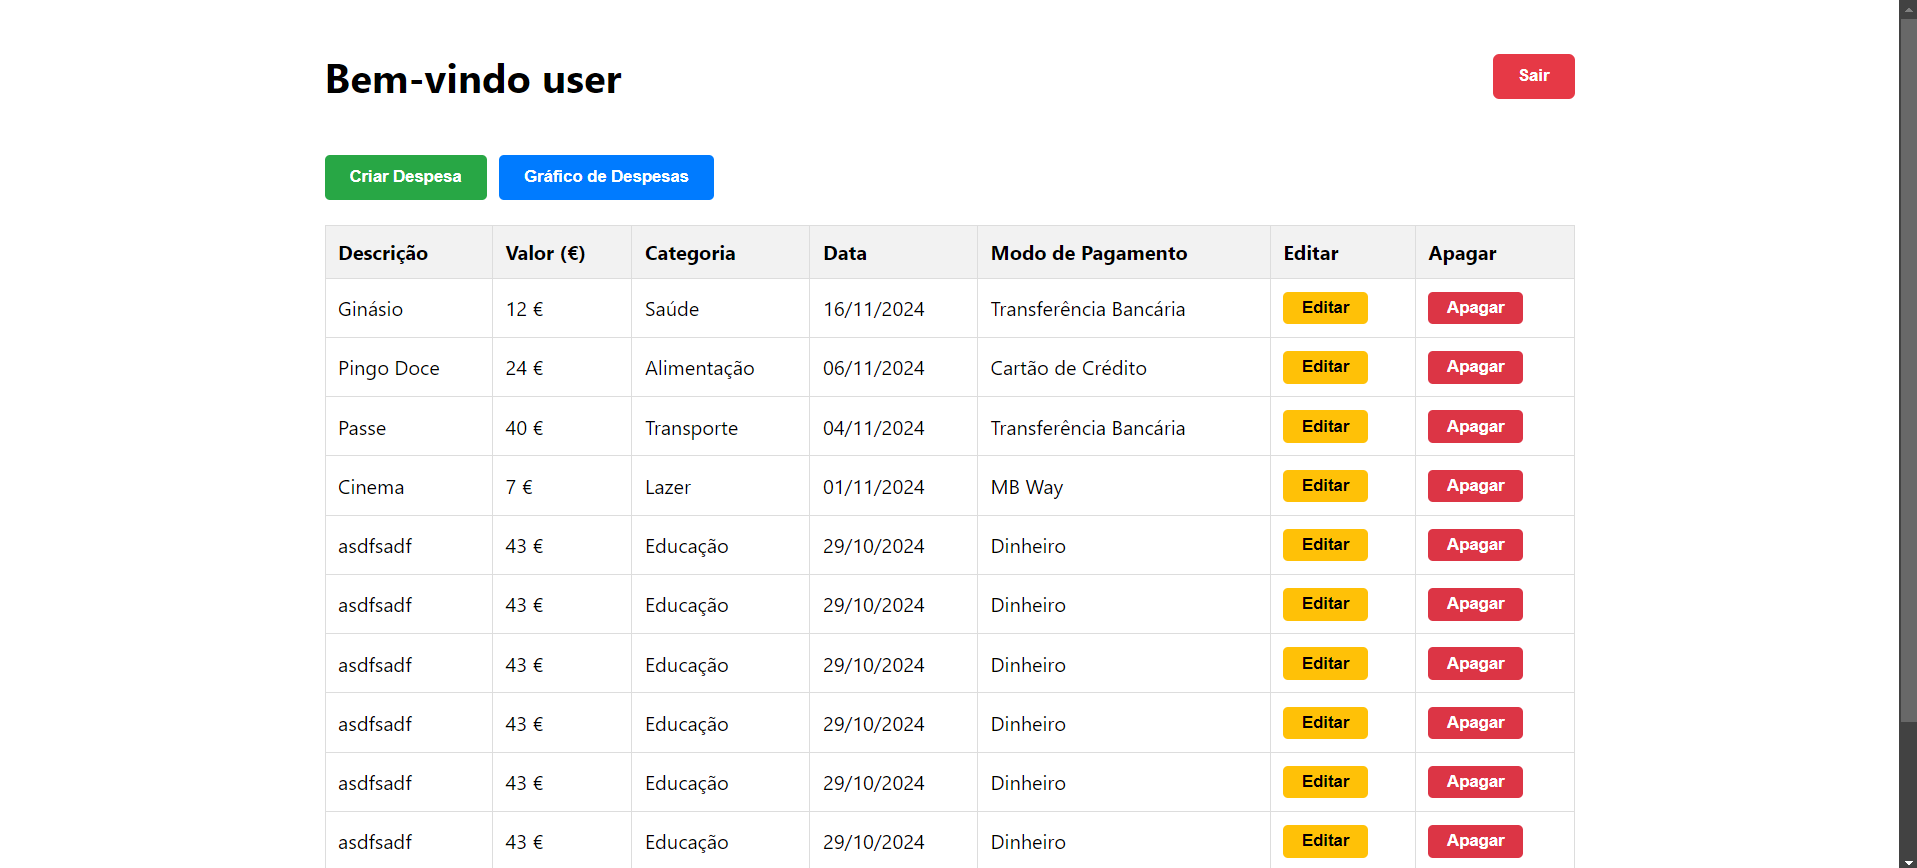 Bem-vindo user
Sair
Criar Despesa Gráfico de Despesas
Descrição Valor (€) Categoria Data Modo de Pagamento Editar Apagar
Ginásio 12 € Saúde 16/11/2024 Transferência Bancária Editar Apagar
Pingo Doce 24 € Alimentação 06/11/2024 Cartão de Crédito Editar Apagar
Passe 40 € Transporte 04/11/2024 Transferência Bancária Editar Apagar
Cinema 7 € Lazer 01/11/2024 MB Way Editar Apagar
asdfsadf 43 € Educação 29/10/2024 Dinheiro Editar Apagar
asdfsadf 43 € Educação 29/10/2024 Dinheiro Editar Apagar
asdfsadf 43 € Educação 29/10/2024 Dinheiro Editar Apagar
asdfsadf 43 € Educação 29/10/2024 Dinheiro Editar Apagar
asdfsadf 43 € Educação 29/10/2024 Dinheiro Editar Apagar
asdfsadf 43 € Educação 29/10/2024 Dinheiro Editar Apagar